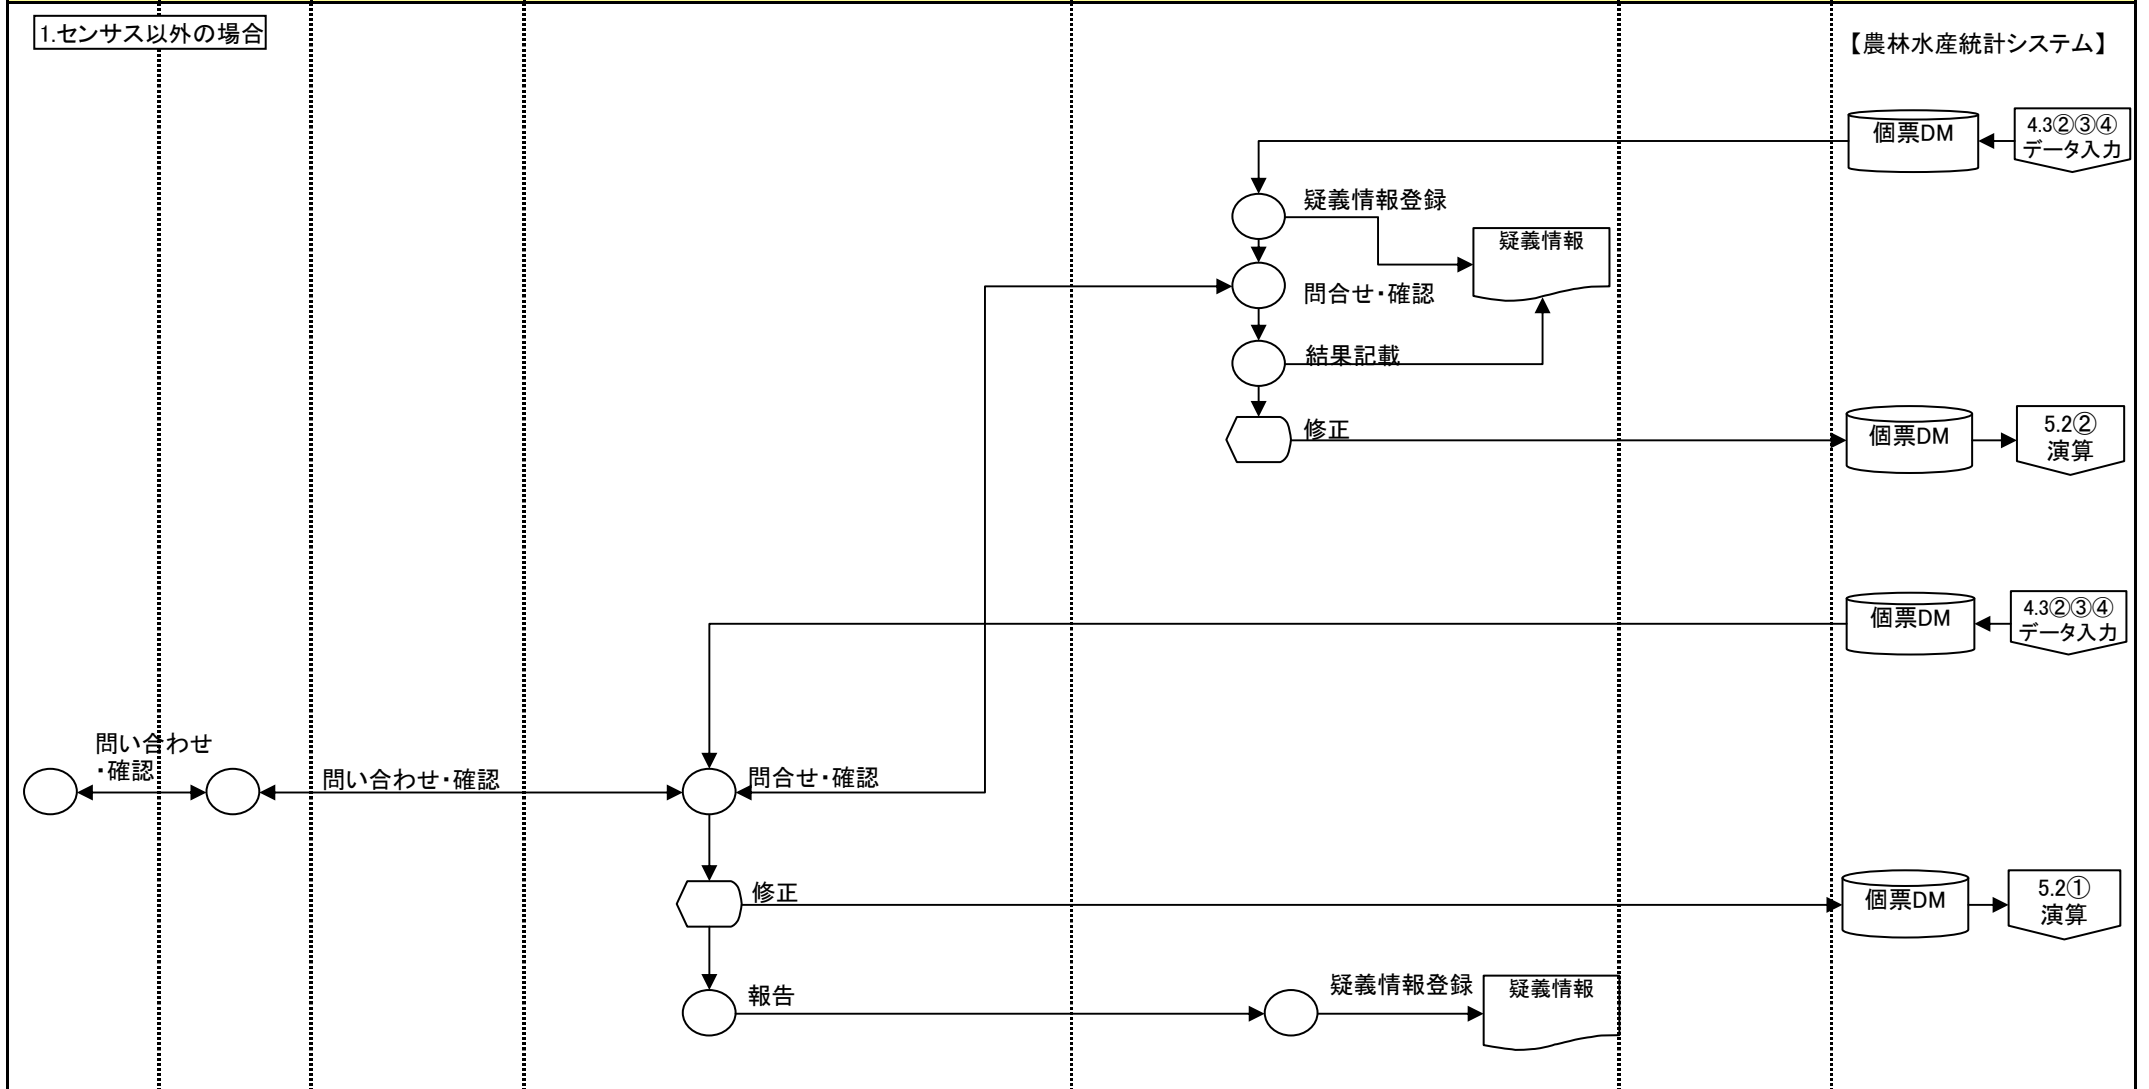 1.センサス以外の場合
【農林水産統計システム】
個票DM
4.3②③④
データ入力
疑義情報登録
疑義情報
問合せ・確認
結果記載
修正
個票DM
5.2②
演算
個票DM
4.3②③④
データ入力
問い合わせ
・確認
問い合わせ・確認
問合せ・確認
修正
個票DM
5.2①
演算
報告
疑義情報登録
疑義情報